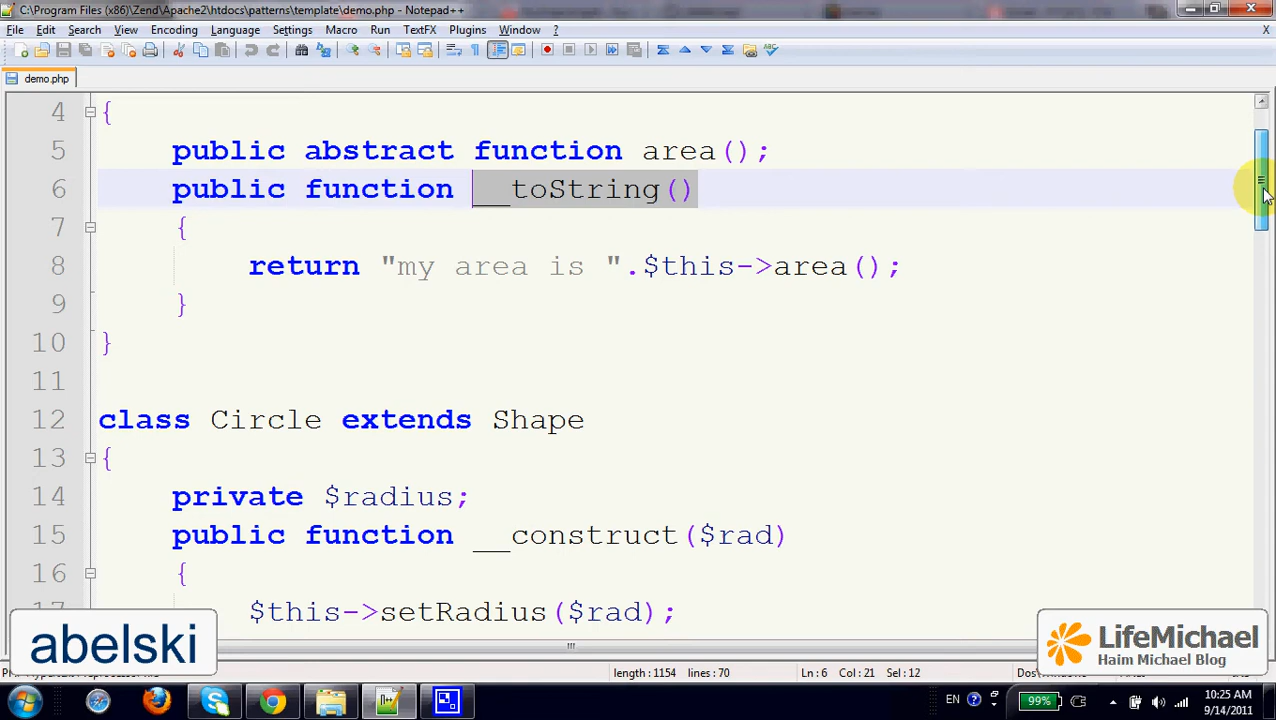 C:\Program Files (x86)\Zend\Apache2\htdocs\patterns\template\demo.php - Notepad++
File Edit Search View Encoding Language Settings Macro Run TextFX Plugins Window ?
X
demo.php
4 {
5 public abstract function area();
6 public function __toString()
7 {
8 return "my area is ".$this->area();
9 }
10 }
11
12 class Circle extends Shape
13 {
14 private $radius;
15 public function __construct($rad)
16 {
$this->setRadius($rad);
abelski
LifeMichael
Haim Michael Blog
length : 1154 lines : 70
Ln : 6 Col : 21 Sel : 12
EN
99%
10:25 AM
9/14/2011